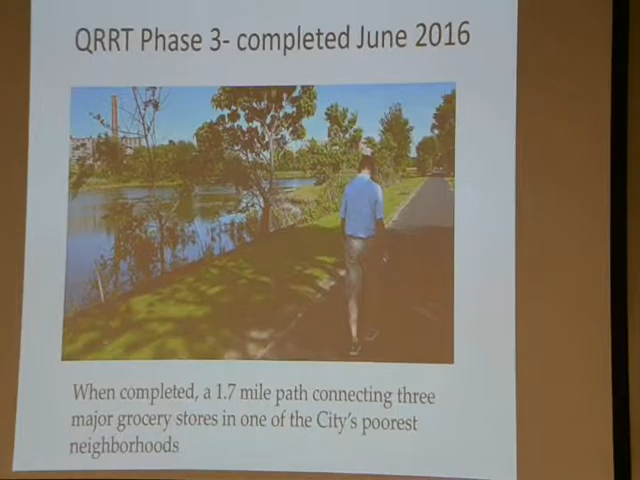 QRRT Phase 3- completed June 2016
When completed, a 1.7 mile path connecting three
major grocery stores in one of the City's poorest
neighborhoods